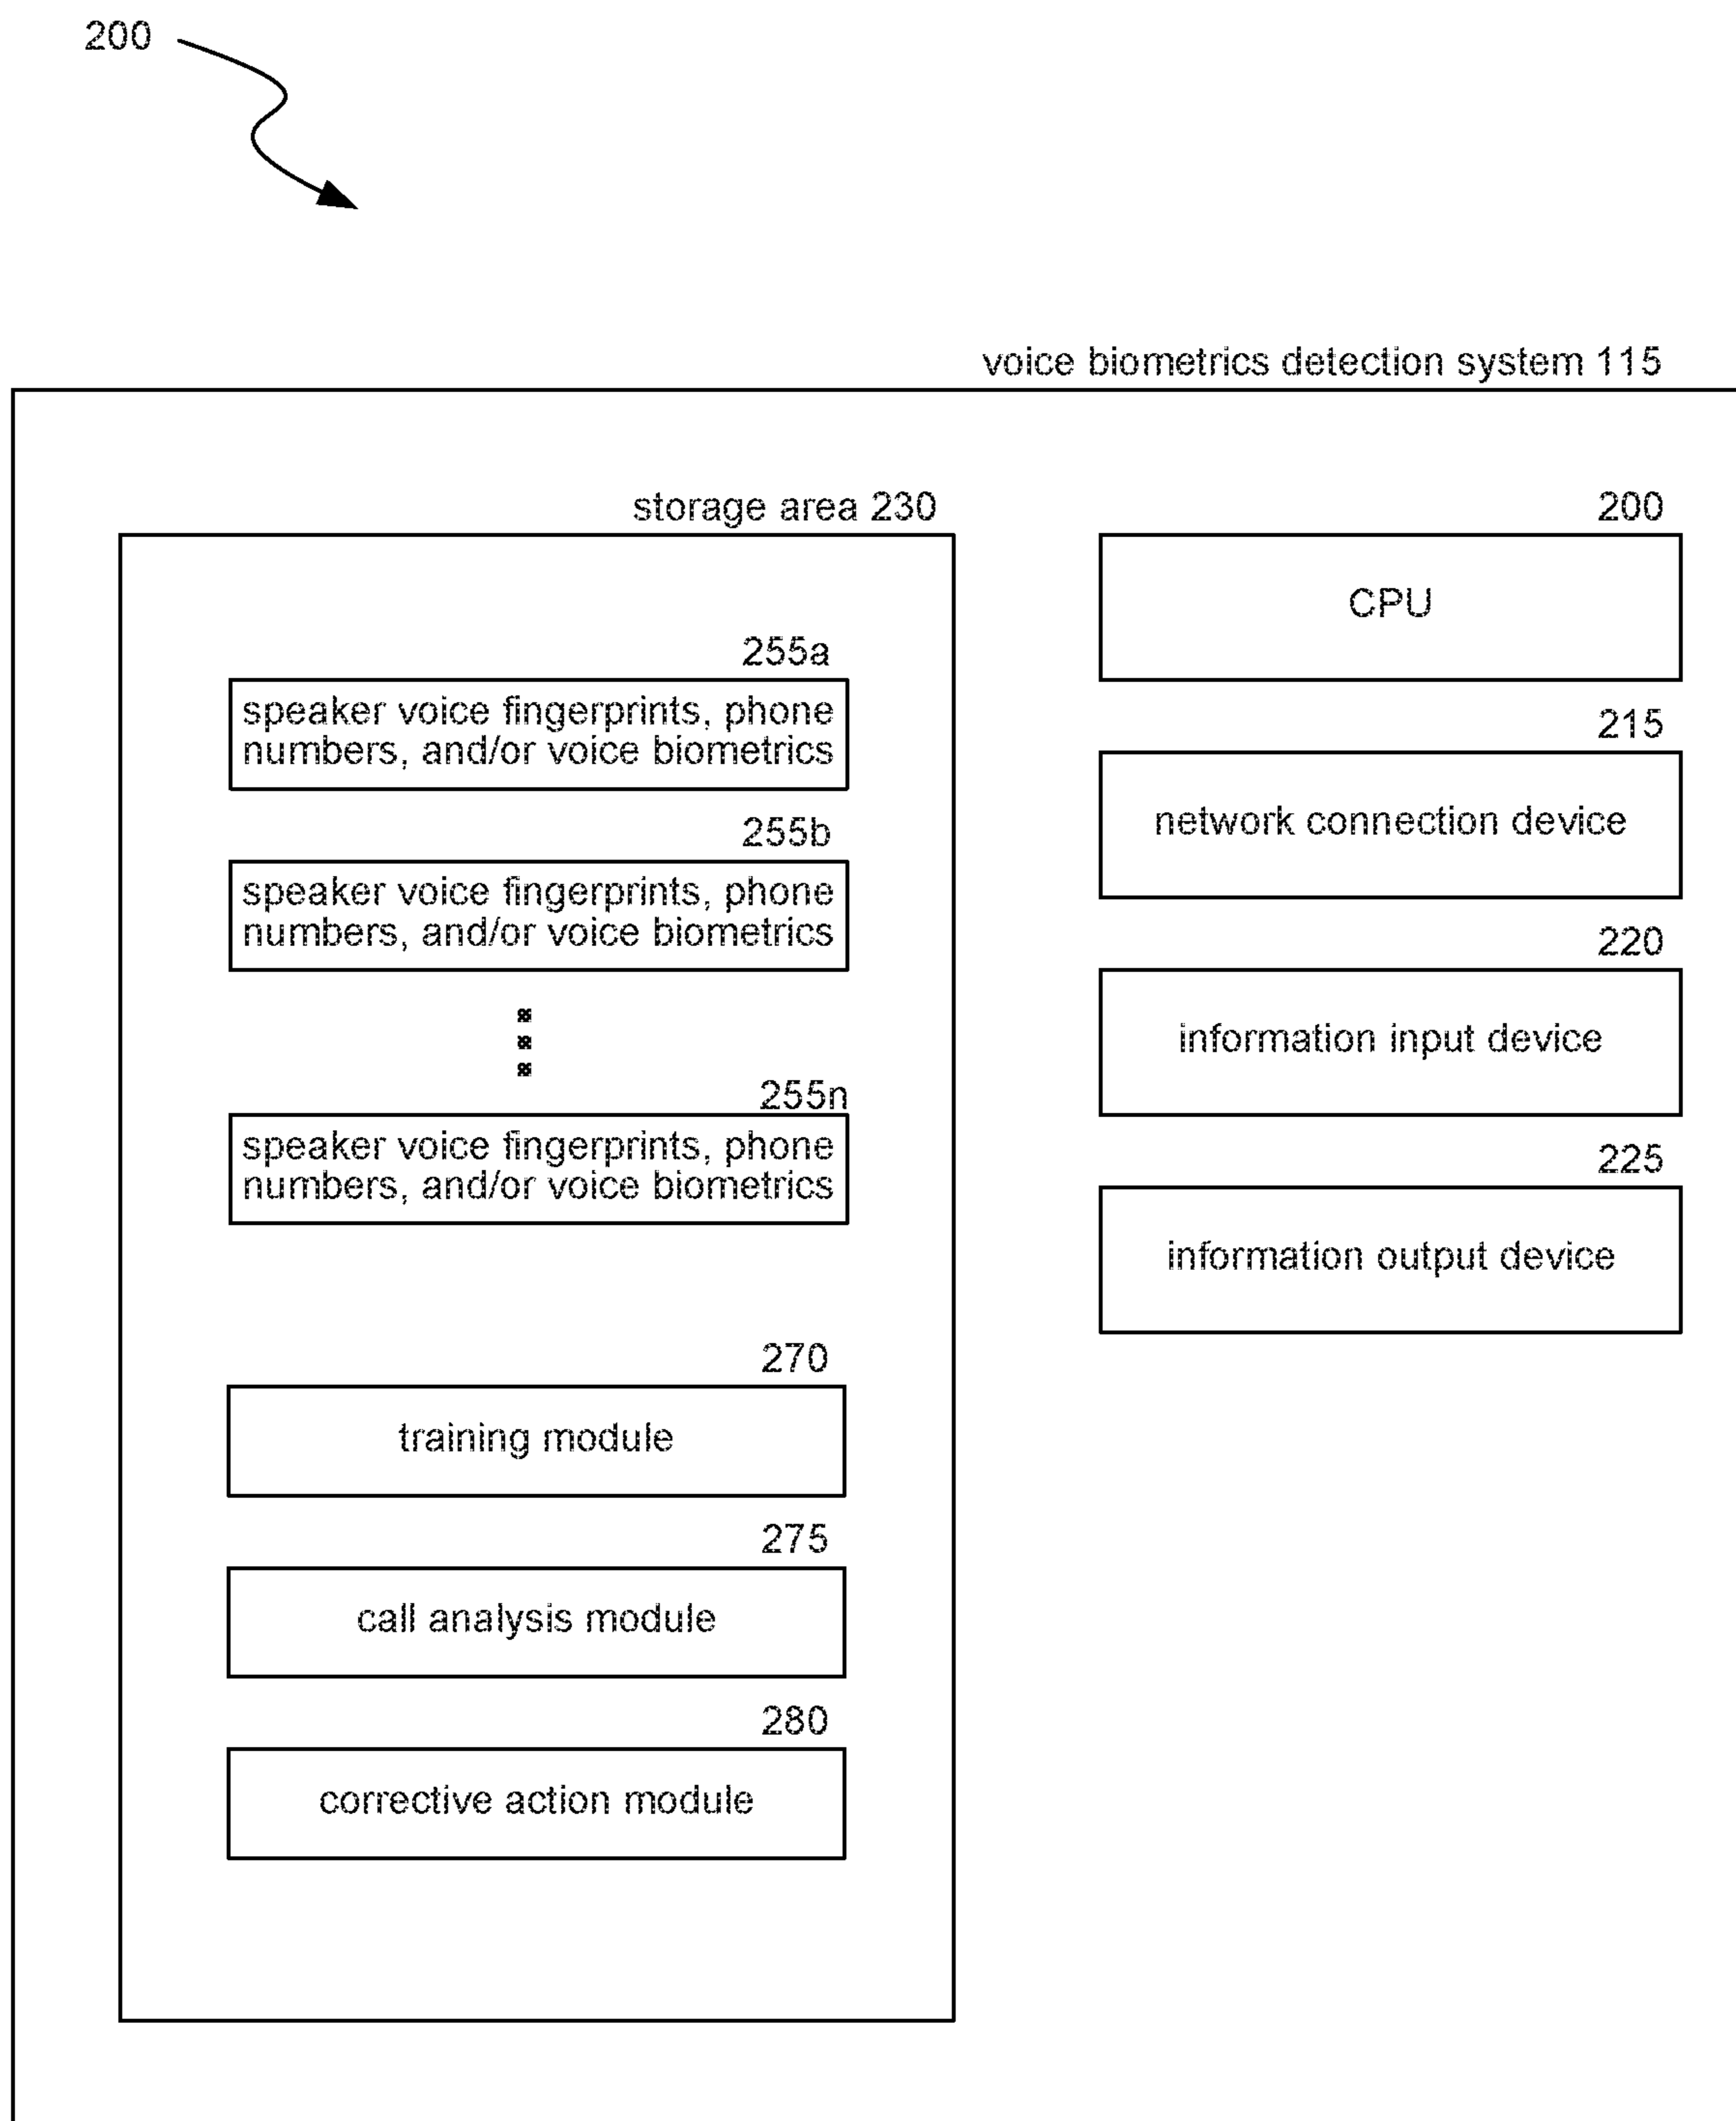 200
voice biometrics detection system 115
storage area 230
255a
speaker voice fingerprints, phone
numbers, and/or voice biometrics
255b
speaker voice fingerprints, phone
numbers, and/or voice biometrics
255n
speaker voice fingerprints, phone
numbers, and/or voice biometrics
270
training module
275
call analysis module
280
corrective action module
200
CPU
215
network connection device
220
information input device
225
information output device